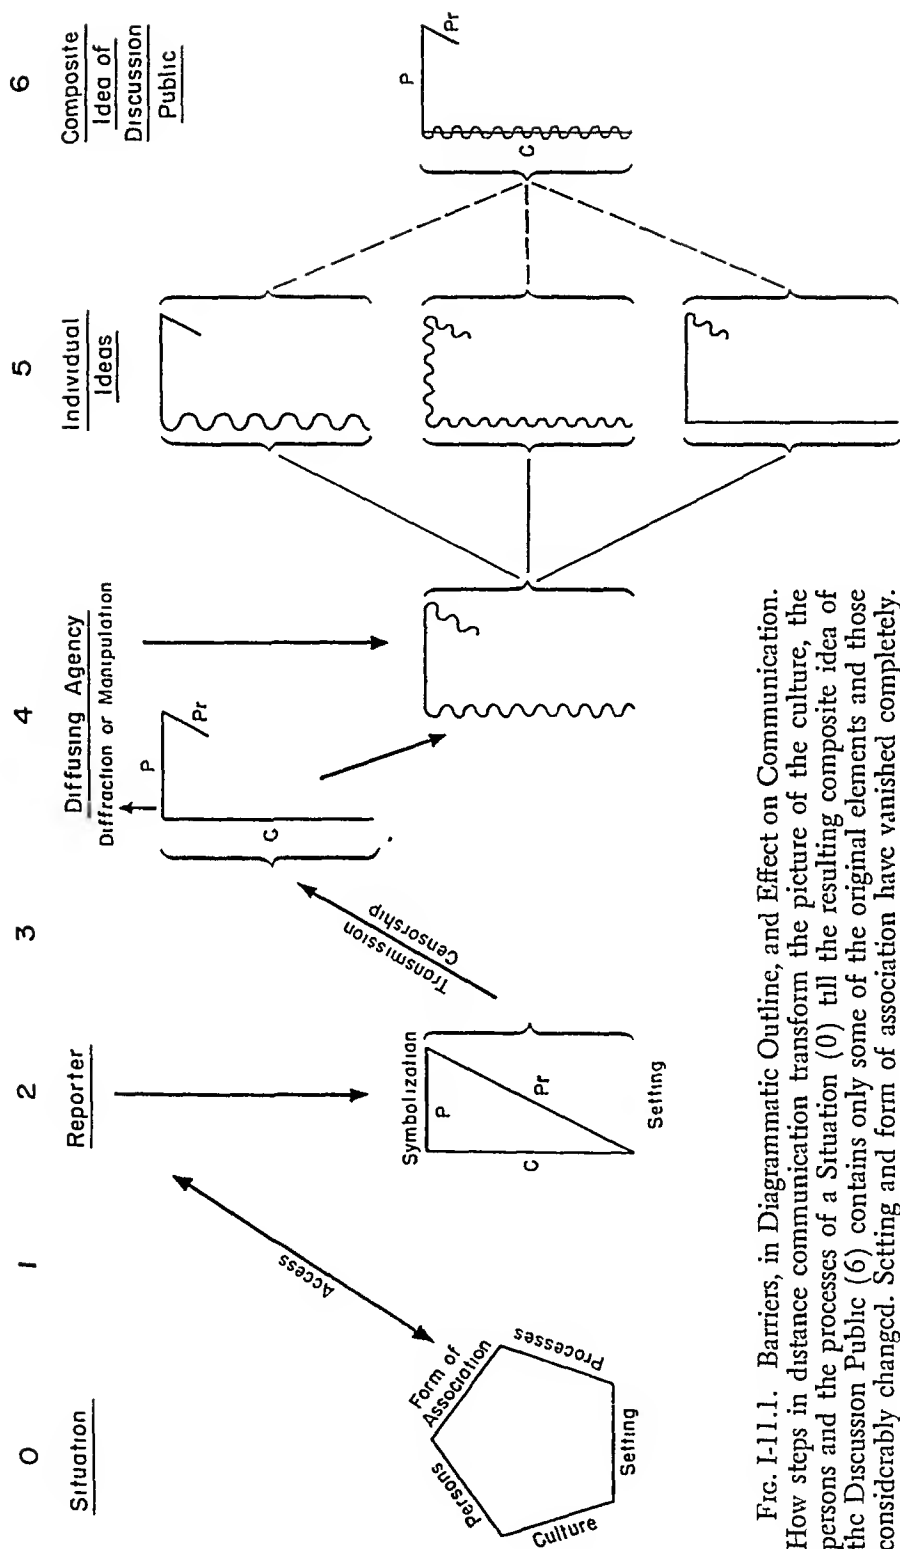 0
1
2
3
4
5
6
Situation
Reporter
Diffusing Agency
Diffraction or Manipulation
Individual
Ideas
Composite
Idea of
Discussion
Public
Persons
Form of
Association
Processes
Setting
Culture
Access
Symbolization
P
C
Pr
Setting
Transmission
Censorship
P
C
Pr
P
C
Pr
FIG. I-11.1. Barriers, in Diagrammatic Outline, and Effect on Communication.
How steps in distance communication transform the picture of the culture, the
persons and the processes of a Situation (0) till the resulting composite idea of
the Discussion Public (6) contains only some of the original elements and those
considerably changed. Setting and form of association have vanished completely.